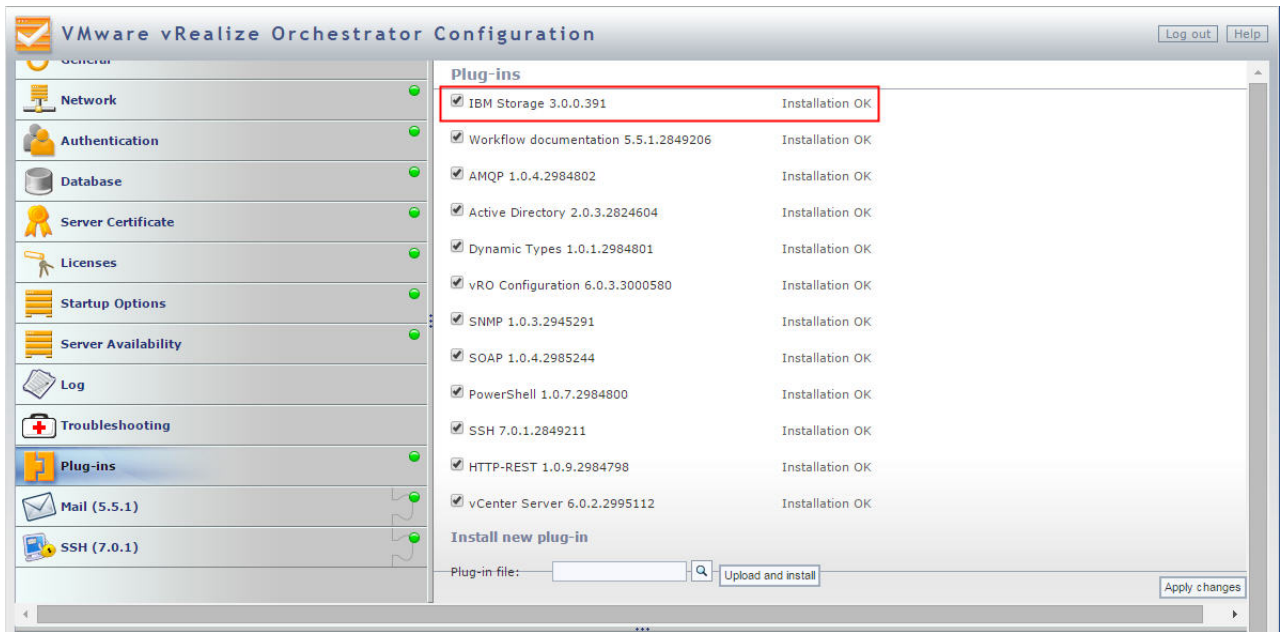 VMware vRealize Orchestrator Configuration
Log out Help
General
Network
Authentication
Database
Server Certificate
Licenses
Startup Options
Server Availability
Log
Troubleshooting
Plug-ins
Mail (5.5.1)
SSH (7.0.1)
Plug-ins
IBM Storage 3.0.0.391 Installation OK
Workflow documentation 5.5.1.2849206 Installation OK
AMQP 1.0.4.2984802 Installation OK
Active Directory 2.0.3.2824604 Installation OK
Dynamic Types 1.0.1.2984801 Installation OK
vRO Configuration 6.0.3.3000580 Installation OK
SNMP 1.0.3.2945291 Installation OK
SOAP 1.0.4.2985244 Installation OK
PowerShell 1.0.7.2984800 Installation OK
SSH 7.0.1.2849211 Installation OK
HTTP-REST 1.0.9.2984798 Installation OK
vCenter Server 6.0.2.2995112 Installation OK
Install new plug-in
Plug-in file: Upload and install
Apply changes